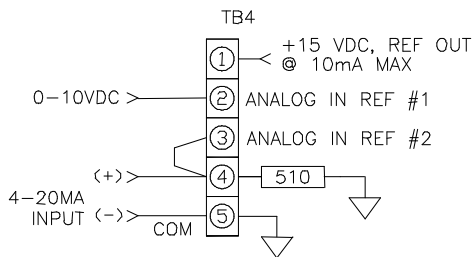 TB4
1
+15 VDC, REF OUT
@ 10mA MAX
0-10VDC
2
ANALOG IN REF #1
3
ANALOG IN REF #2
(+)
4
510
4-20MA
INPUT (-)
COM
5